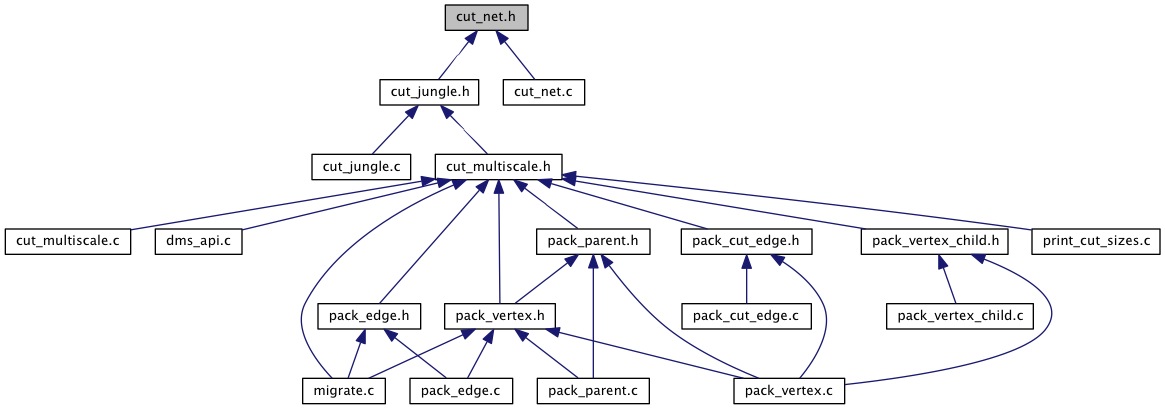 cut_net.h
cut_jungle.h
cut_net.c
cut_jungle.c
cut_multiscale.h
cut_multiscale.c
dms_api.c
pack_parent.h
pack_cut_edge.h
pack_vertex_child.h
print_cut_sizes.c
pack_edge.h
pack_vertex.h
pack_cut_edge.c
pack_vertex_child.c
migrate.c
pack_edge.c
pack_parent.c
pack_vertex.c